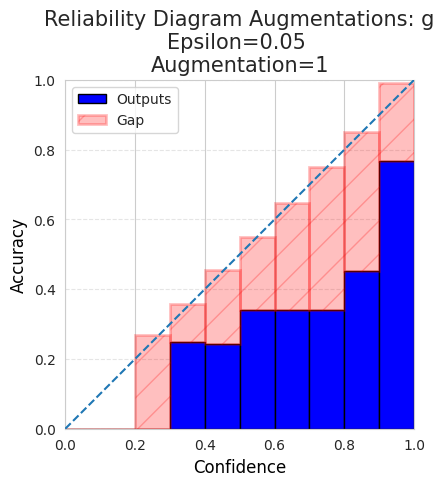 Reliability Diagram Augmentations: g
Epsilon=0.05
Augmentation=1
1.0
Outputs
Gap
0.8
0.6
0.4
0.2
0.0
Accuracy
0.0 0.2 0.4 0.6 0.8 1.0
Confidence